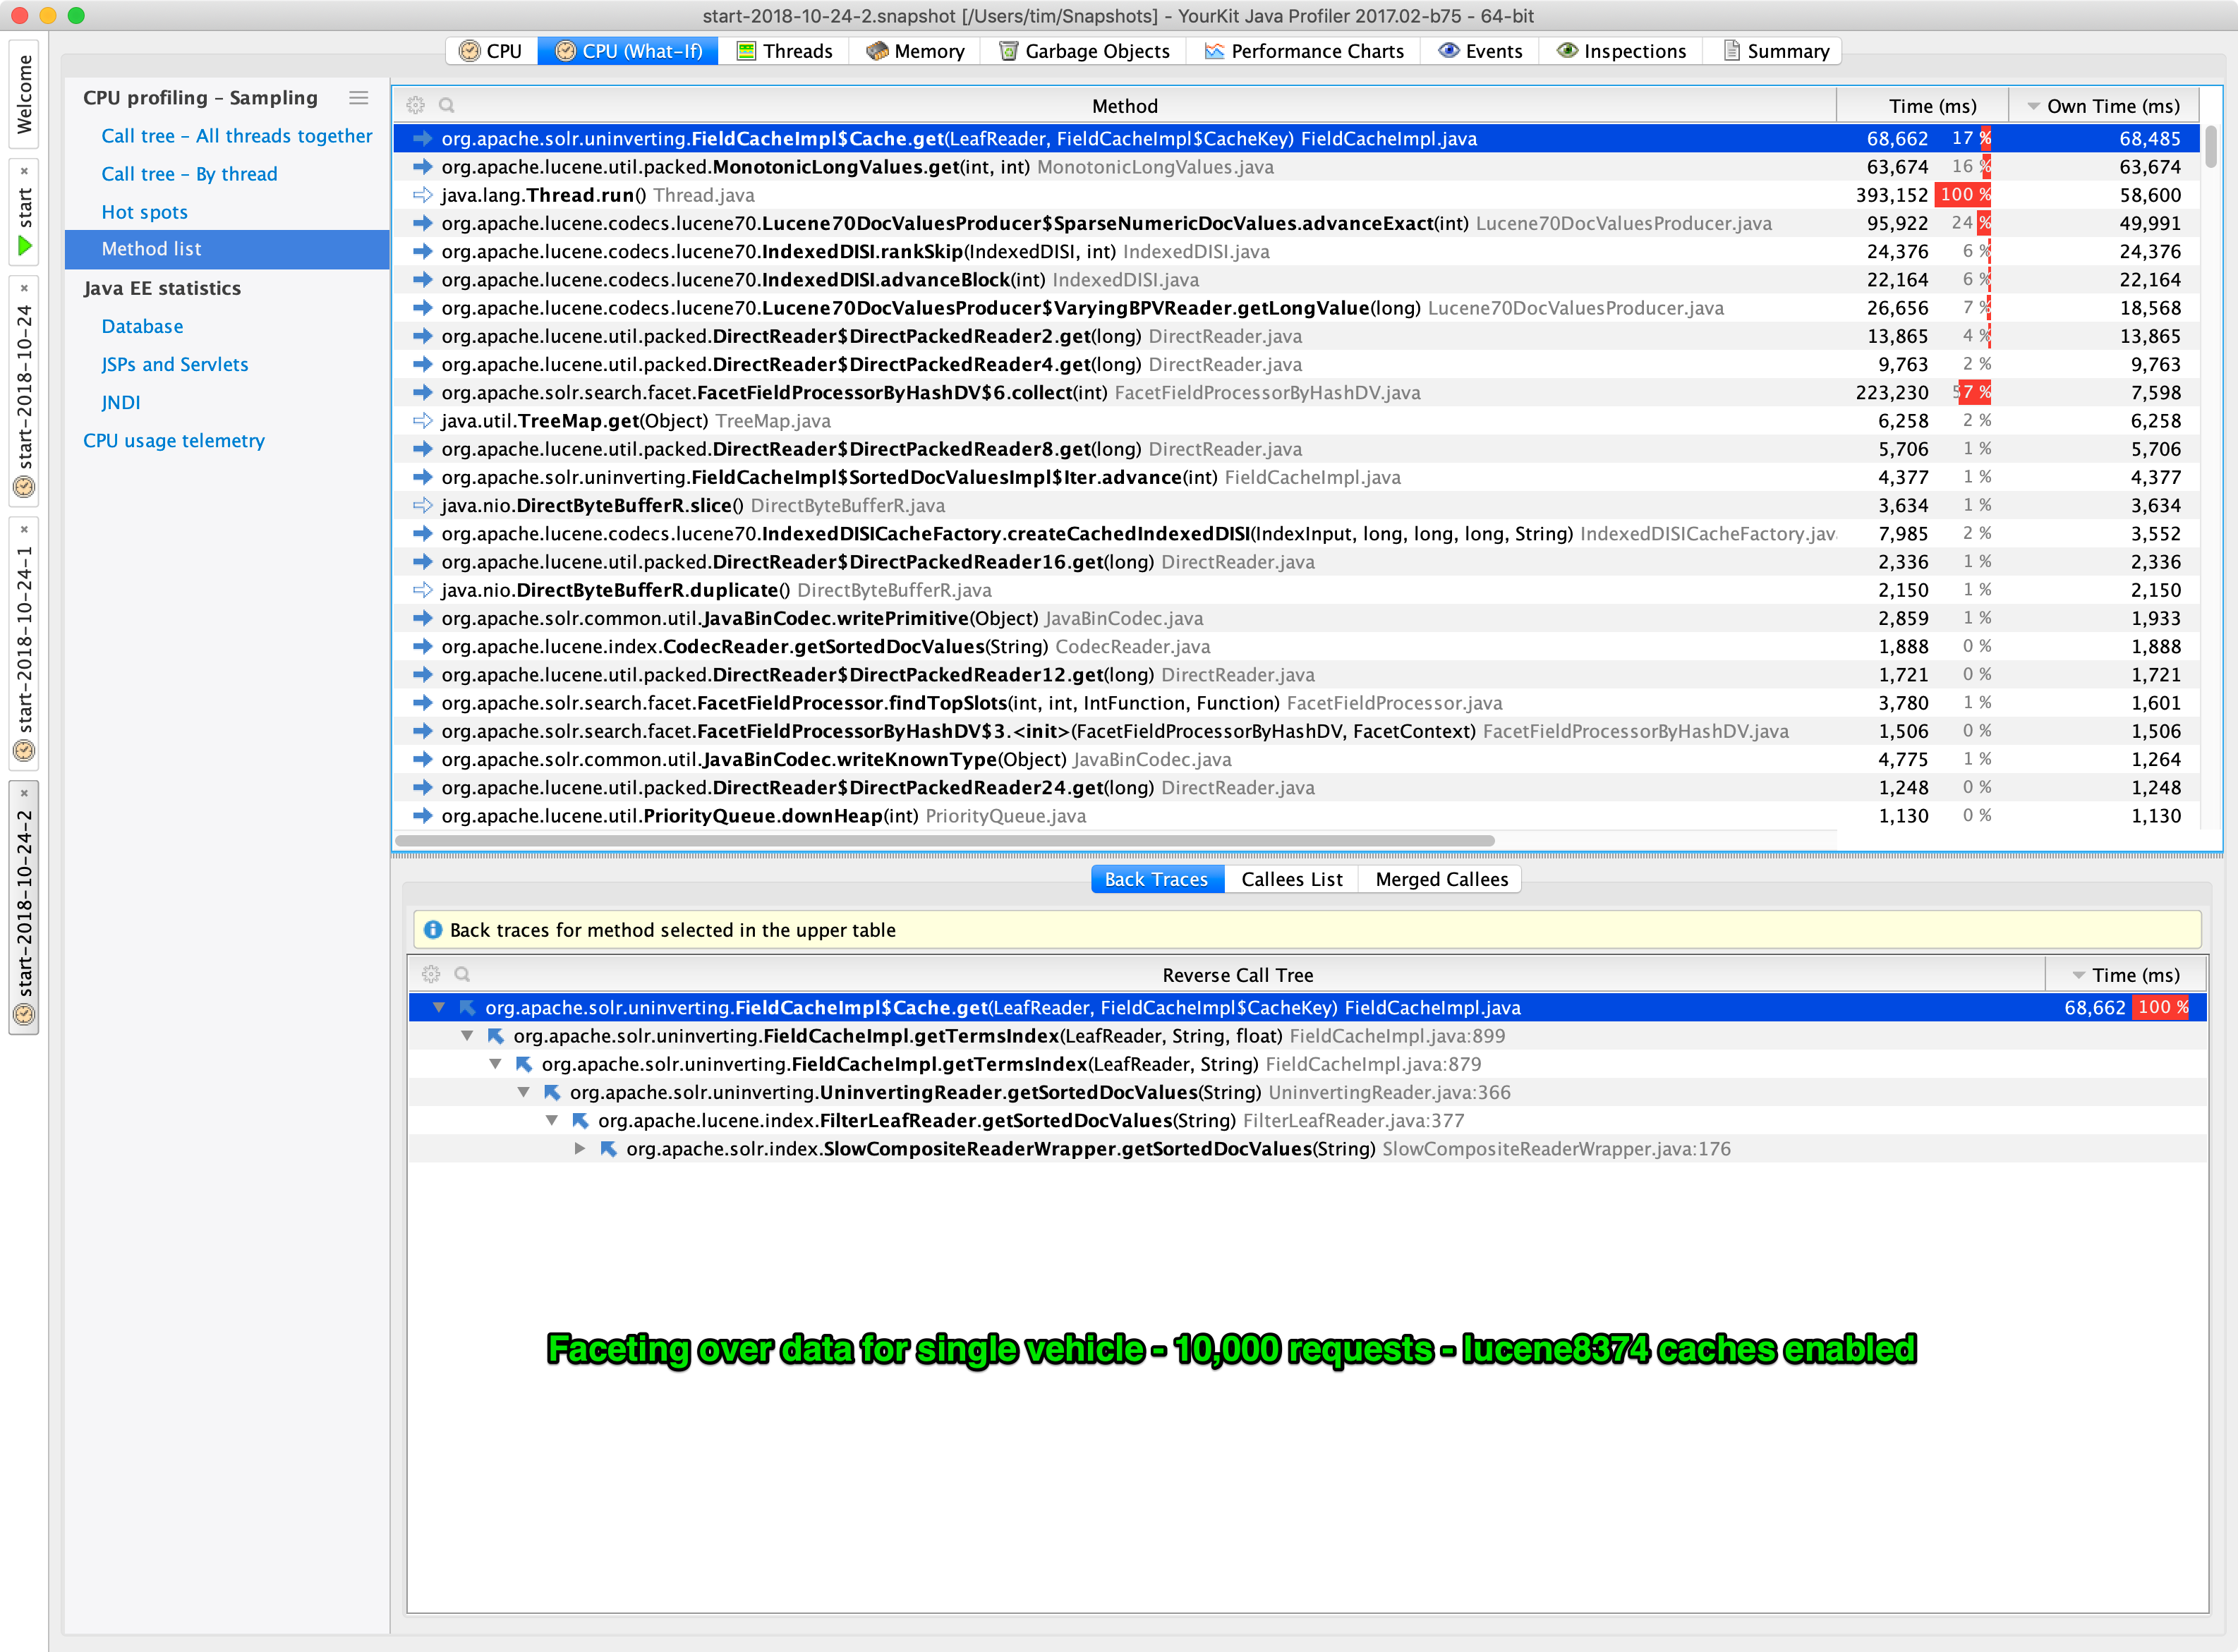 start-2018-10-24-2.snapshot [/Users/tim/Snapshots] - YourKit Java Profiler 2017.02-b75 - 64-bit
CPU
CPU (What-If)
Threads
Memory
Garbage Objects
Performance Charts
Events
Inspections
Summary
Welcome
start
start-2018-10-24
start-2018-10-24-1
start-2018-10-24-2
CPU profiling – Sampling
Call tree – All threads together
Call tree – By thread
Hot spots
Method list
Java EE statistics
Database
JSPs and Servlets
JNDI
CPU usage telemetry
Method Time (ms) Own Time (ms)
org.apache.solr.uninverting.FieldCacheImpl$Cache.get(LeafReader, FieldCacheImpl$CacheKey) FieldCacheImpl.java 68,662 17 % 68,485
org.apache.lucene.util.packed.MonotonicLongValues.get(int, int) MonotonicLongValues.java 63,674 16 % 63,674
java.lang.Thread.run() Thread.java 393,152 100 % 58,600
org.apache.lucene.codecs.lucene70.Lucene70DocValuesProducer$SparseNumericDocValues.advanceExact(int) Lucene70DocValuesProducer.java 95,922 24 % 49,991
org.apache.lucene.codecs.lucene70.IndexedDISI.rankSkip(IndexedDISI, int) IndexedDISI.java 24,376 6 % 24,376
org.apache.lucene.codecs.lucene70.IndexedDISI.advanceBlock(int) IndexedDISI.java 22,164 6 % 22,164
org.apache.lucene.codecs.lucene70.Lucene70DocValuesProducer$VaryingBPVReader.getLongValue(long) Lucene70DocValuesProducer.java 26,656 7 % 18,568
org.apache.lucene.util.packed.DirectReader$DirectPackedReader2.get(long) DirectReader.java 13,865 4 % 13,865
org.apache.lucene.util.packed.DirectReader$DirectPackedReader4.get(long) DirectReader.java 9,763 2 % 9,763
org.apache.solr.search.facet.FacetFieldProcessorByHashDV$6.collect(int) FacetFieldProcessorByHashDV.java 223,230 57 % 7,598
java.util.TreeMap.get(Object) TreeMap.java 6,258 2 % 6,258
org.apache.lucene.util.packed.DirectReader$DirectPackedReader8.get(long) DirectReader.java 5,706 1 % 5,706
org.apache.solr.uninverting.FieldCacheImpl$SortedDocValuesImpl$Iter.advance(int) FieldCacheImpl.java 4,377 1 % 4,377
java.nio.DirectByteBufferR.slice() DirectByteBufferR.java 3,634 1 % 3,634
org.apache.lucene.codecs.lucene70.IndexedDISICacheFactory.createCachedIndexedDISI(IndexInput, long, long, long, String) IndexedDISICacheFactory.jav 7,985 2 % 3,552
org.apache.lucene.util.packed.DirectReader$DirectPackedReader16.get(long) DirectReader.java 2,336 1 % 2,336
java.nio.DirectByteBufferR.duplicate() DirectByteBufferR.java 2,150 1 % 2,150
org.apache.solr.common.util.JavaBinCodec.writePrimitive(Object) JavaBinCodec.java 2,859 1 % 1,933
org.apache.lucene.index.CodecReader.getSortedDocValues(String) CodecReader.java 1,888 0 % 1,888
org.apache.lucene.util.packed.DirectReader$DirectPackedReader12.get(long) DirectReader.java 1,721 0 % 1,721
org.apache.solr.search.facet.FacetFieldProcessor.findTopSlots(int, int, IntFunction, Function) FacetFieldProcessor.java 3,780 1 % 1,601
org.apache.solr.search.facet.FacetFieldProcessorByHashDV$3.<init>(FacetFieldProcessorByHashDV, FacetContext) FacetFieldProcessorByHashDV.java 1,506 0 % 1,506
org.apache.solr.common.util.JavaBinCodec.writeKnownType(Object) JavaBinCodec.java 4,775 1 % 1,264
org.apache.lucene.util.packed.DirectReader$DirectPackedReader24.get(long) DirectReader.java 1,248 0 % 1,248
org.apache.lucene.util.PriorityQueue.downHeap(int) PriorityQueue.java 1,130 0 % 1,130
Back Traces
Callees List
Merged Callees
Back traces for method selected in the upper table
Reverse Call Tree Time (ms)
org.apache.solr.uninverting.FieldCacheImpl$Cache.get(LeafReader, FieldCacheImpl$CacheKey) FieldCacheImpl.java 68,662 100 %
org.apache.solr.uninverting.FieldCacheImpl.getTermsIndex(LeafReader, String, float) FieldCacheImpl.java:899
org.apache.solr.uninverting.FieldCacheImpl.getTermsIndex(LeafReader, String) FieldCacheImpl.java:879
org.apache.solr.uninverting.UninvertingReader.getSortedDocValues(String) UninvertingReader.java:366
org.apache.lucene.index.FilterLeafReader.getSortedDocValues(String) FilterLeafReader.java:377
org.apache.solr.index.SlowCompositeReaderWrapper.getSortedDocValues(String) SlowCompositeReaderWrapper.java:176
Faceting over data for single vehicle - 10,000 requests - lucene8374 caches enabled